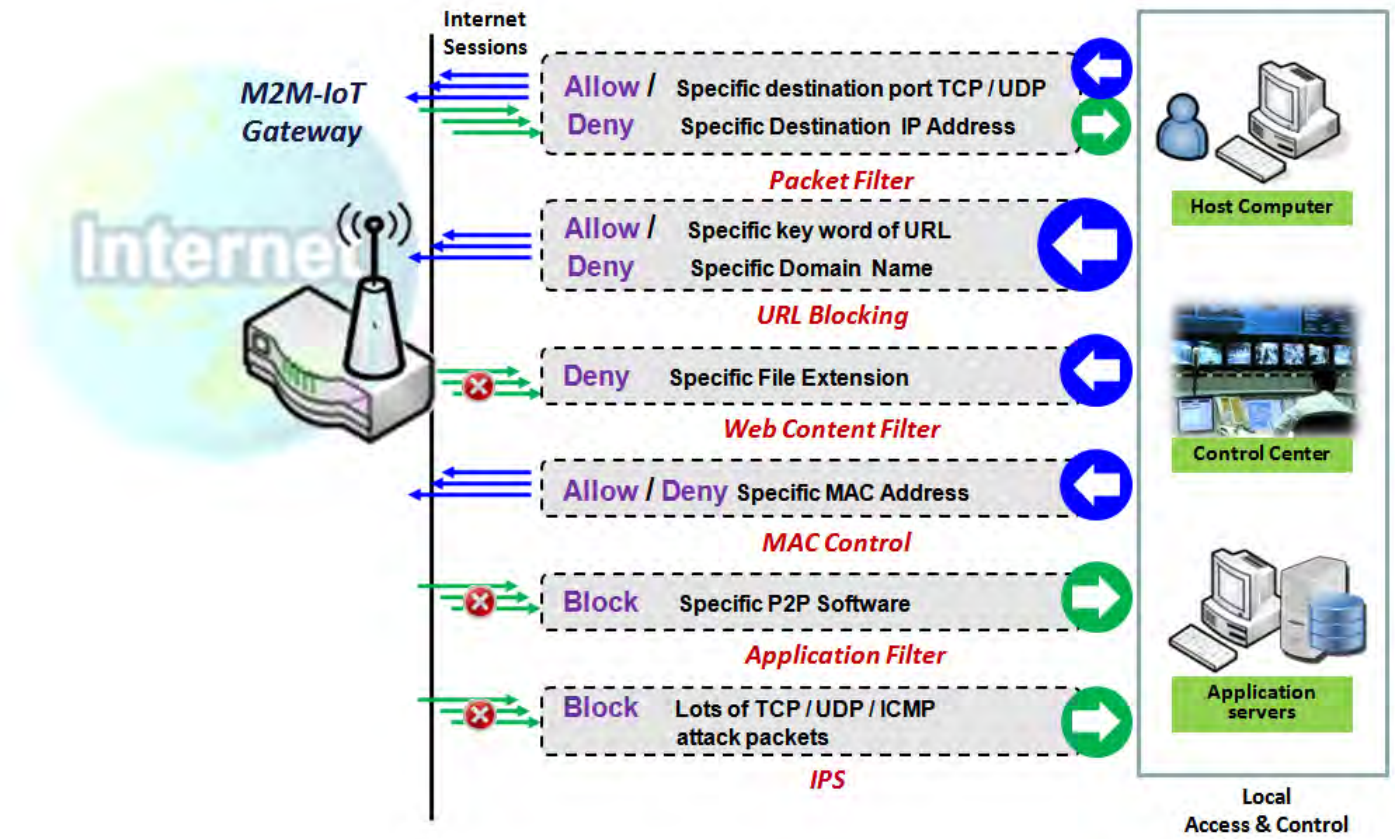 Internet
Sessions
M2M-IoT
Gateway
Internet
Allow / Specific destination port TCP / UDP
Deny Specific Destination IP Address
Packet Filter
Allow / Specific key word of URL
Deny Specific Domain Name
URL Blocking
Deny Specific File Extension
Web Content Filter
Allow / Deny Specific MAC Address
MAC Control
Block Specific P2P Software
Application Filter
Block Lots of TCP / UDP / ICMP
attack packets
IPS
Host Computer
Control Center
Application
servers
Local
Access & Control